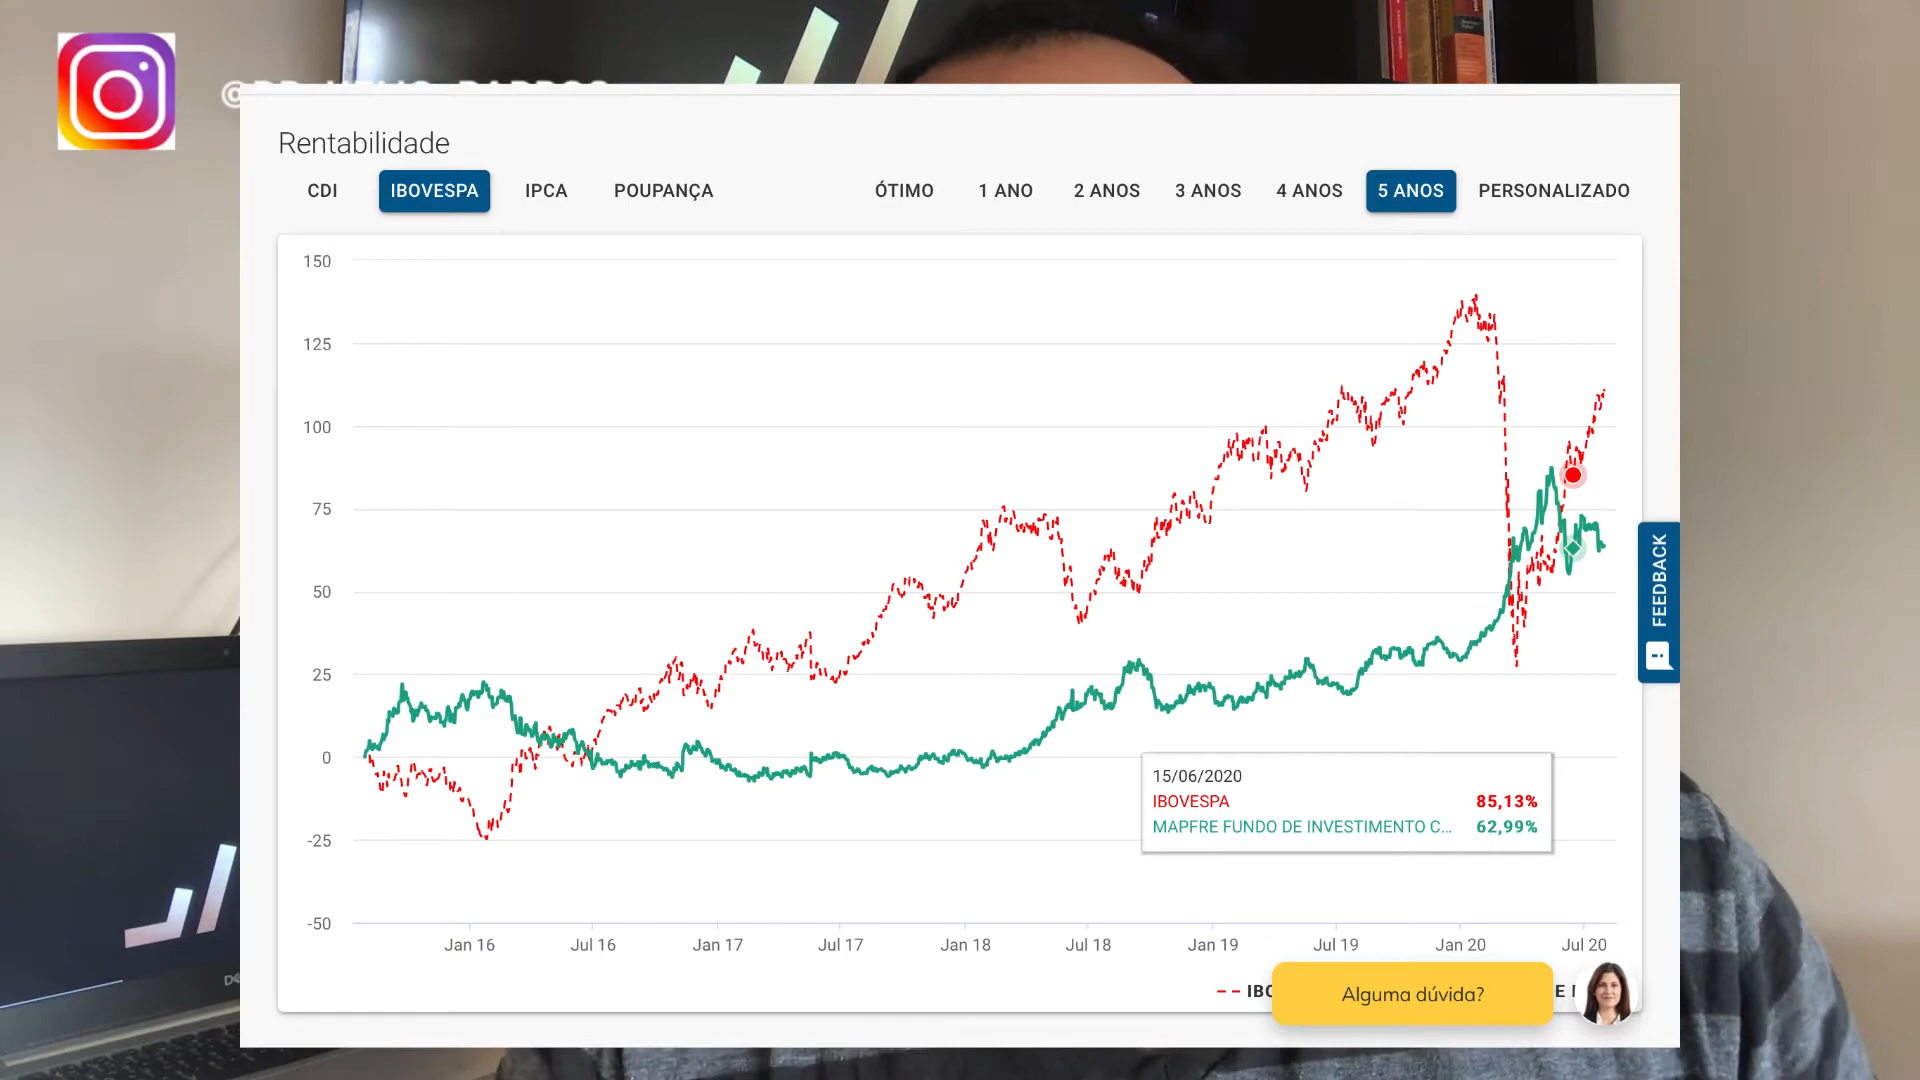 Rentabilidade
CDI IBOVESPA IPCA POUPANÇA ÓTIMO 1 ANO 2 ANOS 3 ANOS 4 ANOS 5 ANOS PERSONALIZADO
150
125
100
75
50
25
0
-25
-50
Jan 16 Jul 16 Jan 17 Jul 17 Jan 18 Jul 18 Jan 19 Jul 19 Jan 20 Jul 20
15/06/2020
IBOVESPA 85,13%
MAPFRE FUNDO DE INVESTIMENTO C... 62,99%
FEEDBACK
Alguma dúvida?